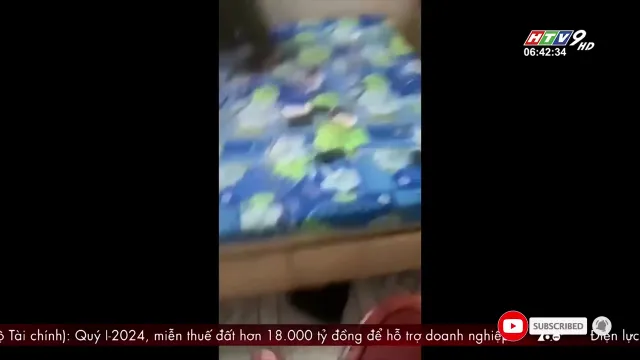 HTV9 HD
06:42:34
ộ Tài chính): Quý I-2024, miễn thuế đất hơn 18.000 tỷ đồng để hỗ trợ doanh nghiệp
Điện lực
SUBSCRIBED